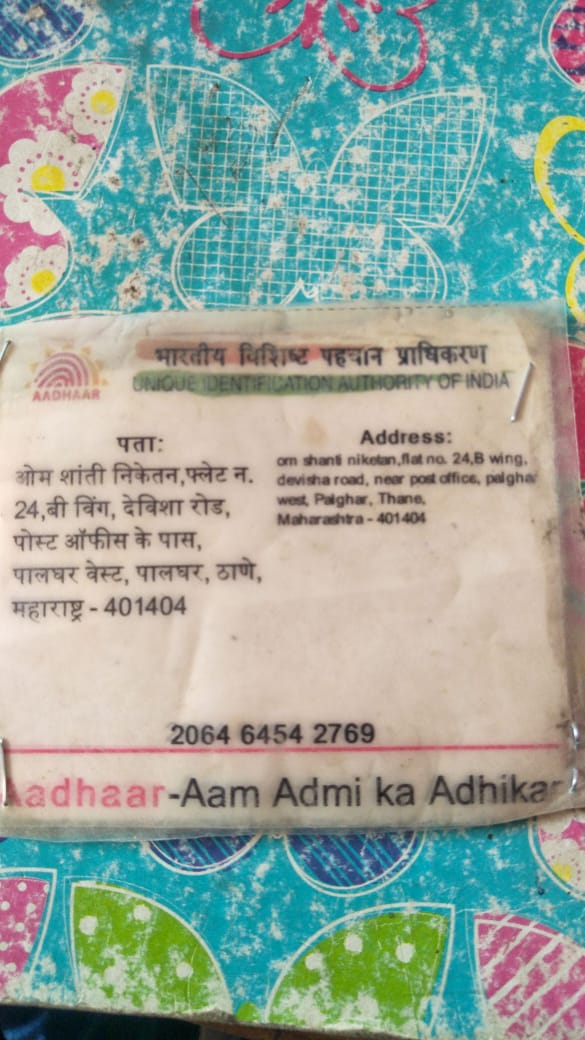 भारतीय विशिष्ट पहचान प्राधिकरण
UNIQUE IDENTIFICATION AUTHORITY OF INDIA
AADHAAR
पता:
ओम शांती निकेतन,फ्लेट न.
24,बी विंग, देविशा रोड,
पोस्ट ऑफीस के पास,
पालघर वेस्ट, पालघर, ठाणे,
महाराष्ट्र - 401404
Address:
om shanti niketan,flat no. 24,B wing,
devisha road, near post office, palghar
west, Palghar, Thane,
Maharashtra - 401404
2064 6454 2769
Aadhaar-Aam Admi ka Adhikar